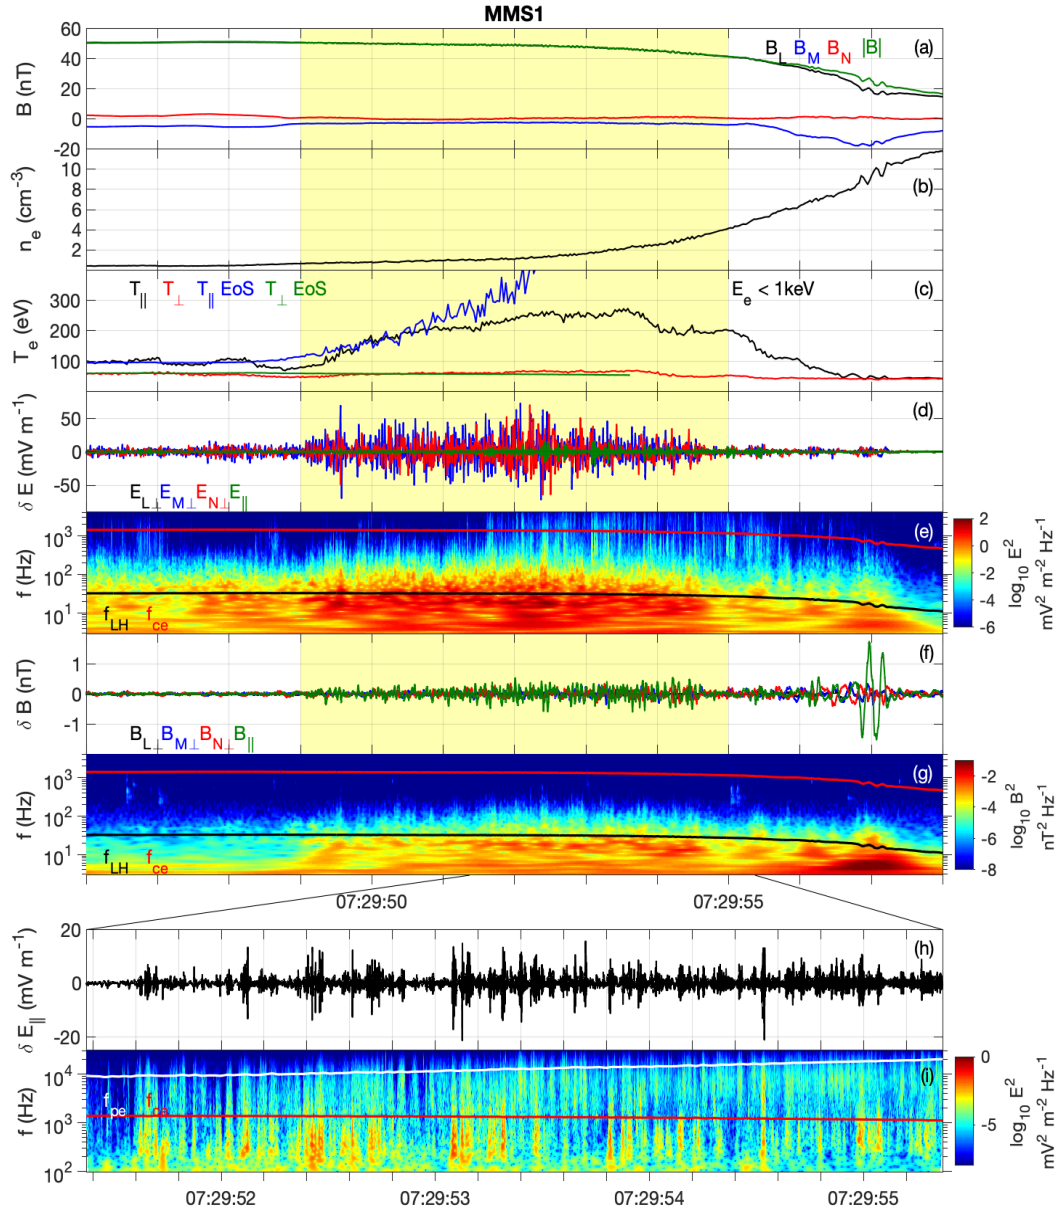 MMS1
60
40
20
0
-20
B (nT)
B_L B_M B_N |B|
(a)
10
8
6
4
2
n_e (cm^-3)
(b)
300
200
100
T_e (eV)
T_|| T_⊥ T_|| EoS T_⊥ EoS
E_e < 1keV
(c)
50
0
-50
δ E (mV m^-1)
E_L⊥ E_M⊥ E_N⊥ E_||
(d)
10^3
10^2
10^1
f (Hz)
f_LH f_ce
(e)
2
0
-2
-4
-6
log_10 E^2
mV^2 m^-2 Hz^-1
1
0
-1
δ B (nT)
B_L⊥ B_M⊥ B_N⊥ B_||
(f)
10^3
10^2
10^1
f (Hz)
f_LH f_ce
(g)
-2
-4
-6
-8
log_10 B^2
nT^2 Hz^-1
07:29:50 07:29:55
20
0
-20
δ E_|| (mV m^-1)
(h)
10^4
10^3
10^2
f (Hz)
f_pe f_ce
(i)
0
-5
log_10 E^2
mV^2 m^-2 Hz^-1
07:29:52 07:29:53 07:29:54 07:29:55